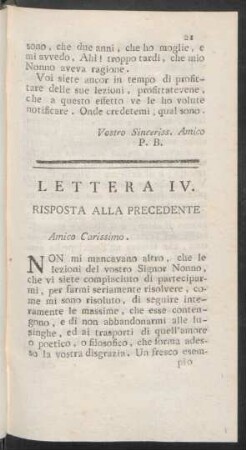 21
sono, che due anni, che ho moglie, e
mi avvedo. Ahi! troppo tardi, che mio
Nonno aveva ragione.
Voi siete ancor in tempo di profit-
tare delle sue lezioni, profittatevene,
che a questo effetto ve le ho volute
notificare. Onde credetemi, qual sono
Vostro Sinceriss. Amico
P. B.
LETTERA IV.
RISPOSTA ALLA PRECEDENTE
Amico Carissimo.
NON mi mancavano altro, che le
lezioni del vostro Signor Nonno,
che vi siete compiaciuto di partecipar-
mi, per farmi seriamente risolvere, co-
me mi sono risoluto, di seguire inte-
ramente le massime, che esse conten-
gono, e di non abbandonarmi alle lu-
singhe, ed ai trasporti di quell'amore
o poetico, o filosofico, che forma ades-
so la vostra disgrazia. Un fresco esem-
pio